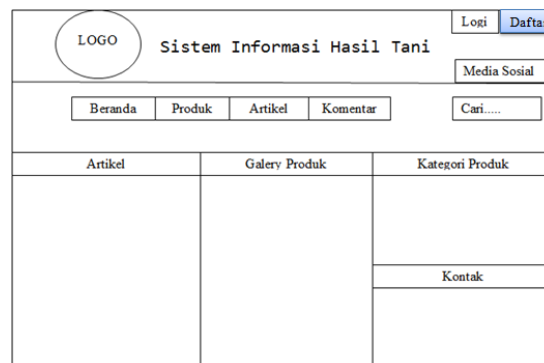 Logi Daftar
LOGO
Sistem Informasi Hasil Tani
Media Sosial
Beranda Produk Artikel Komentar Cari.....
Artikel Galery Produk Kategori Produk
Kontak